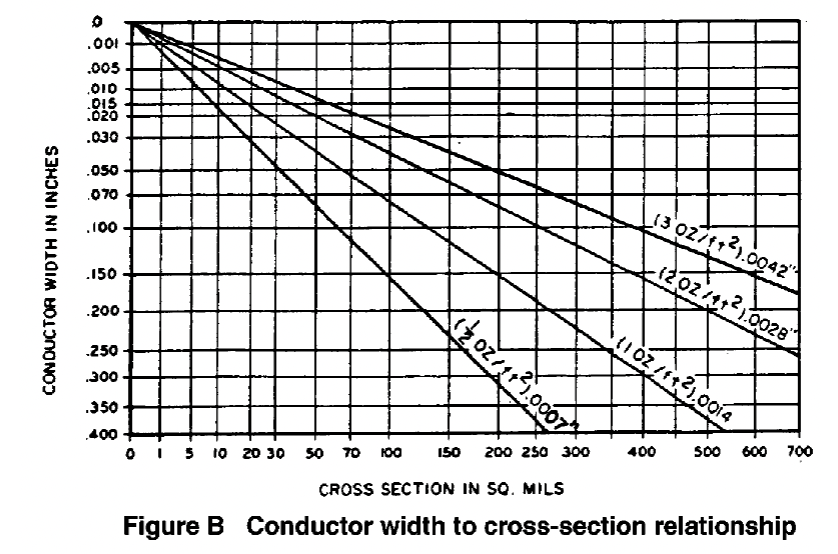 CONDUCTOR WIDTH IN INCHES
0
.001
.005
.010
.015
.020
.030
.050
.070
.100
.150
.200
.250
.300
.350
.400
(3 OZ/ft²).0042"
(2 OZ/ft²).0028"
(1 OZ/ft²).0014
(½ OZ/ft²).0007"
0 1 5 10 20 30 50 70 100 150 200 250 300 400 500 600 700
CROSS SECTION IN SQ. MILS
Figure B Conductor width to cross-section relationship